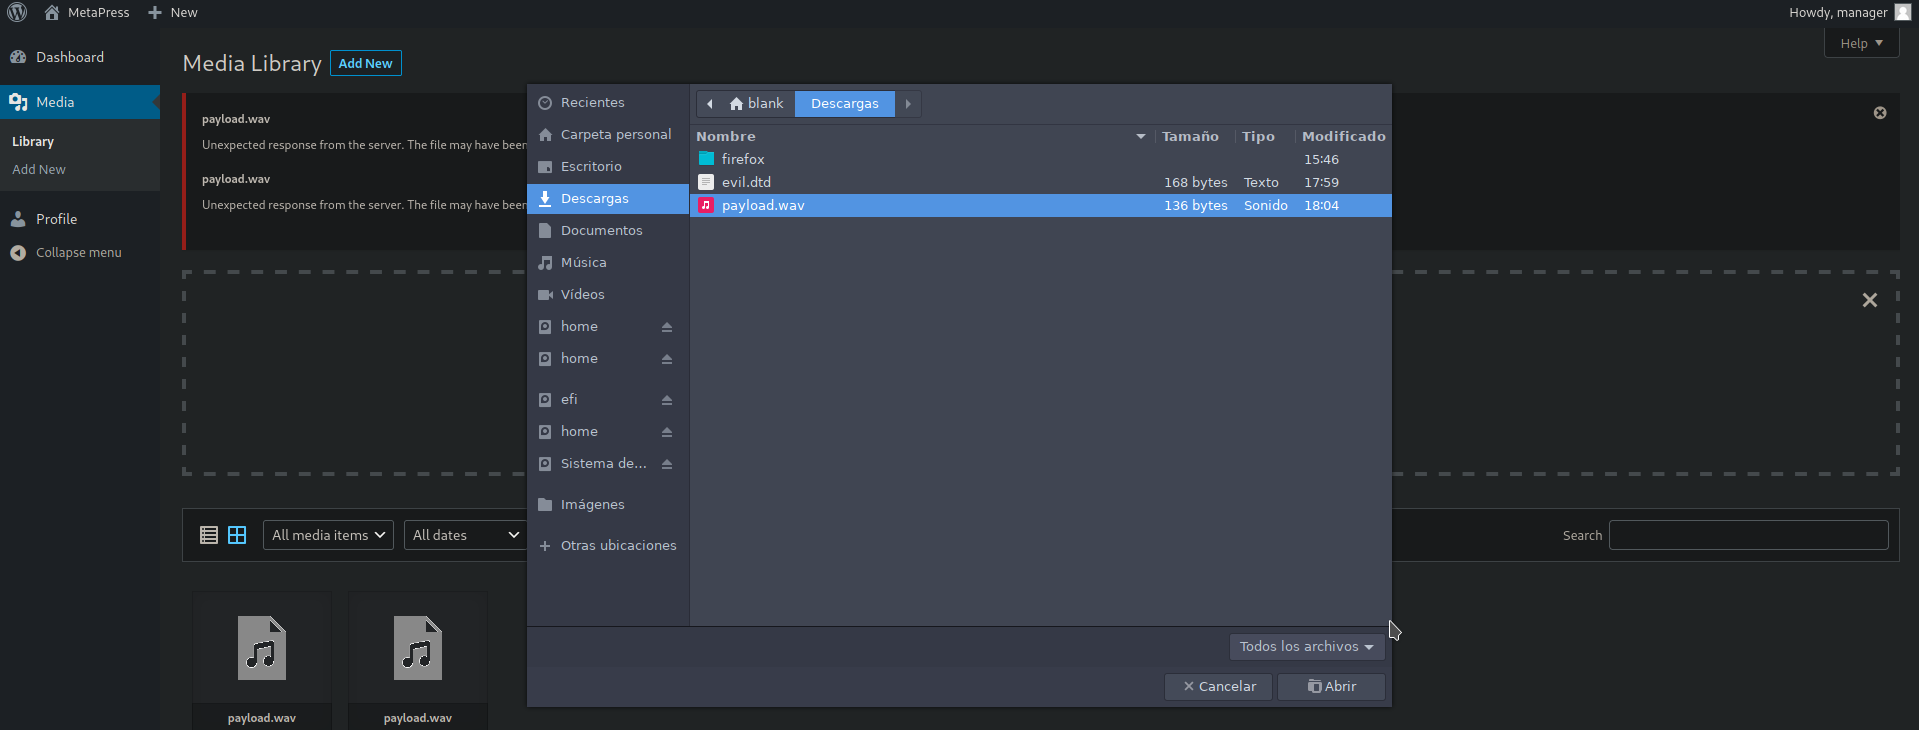 MetaPress
New
Howdy, manager
Dashboard
Media
Library
Add New
Profile
Collapse menu
Media Library
Add New
Help
payload.wav
Unexpected response from the server. The file may have been
payload.wav
Unexpected response from the server. The file may have been
Recientes
Carpeta personal
Escritorio
Descargas
Documentos
Música
Vídeos
home
home
efi
home
Sistema de...
Imágenes
Otras ubicaciones
blank
Descargas
Nombre Tamaño Tipo Modificado
firefox 15:46
evil.dtd 168 bytes Texto 17:59
payload.wav 136 bytes Sonido 18:04
Todos los archivos
Cancelar
Abrir
All media items
All dates
Search
payload.wav
payload.wav